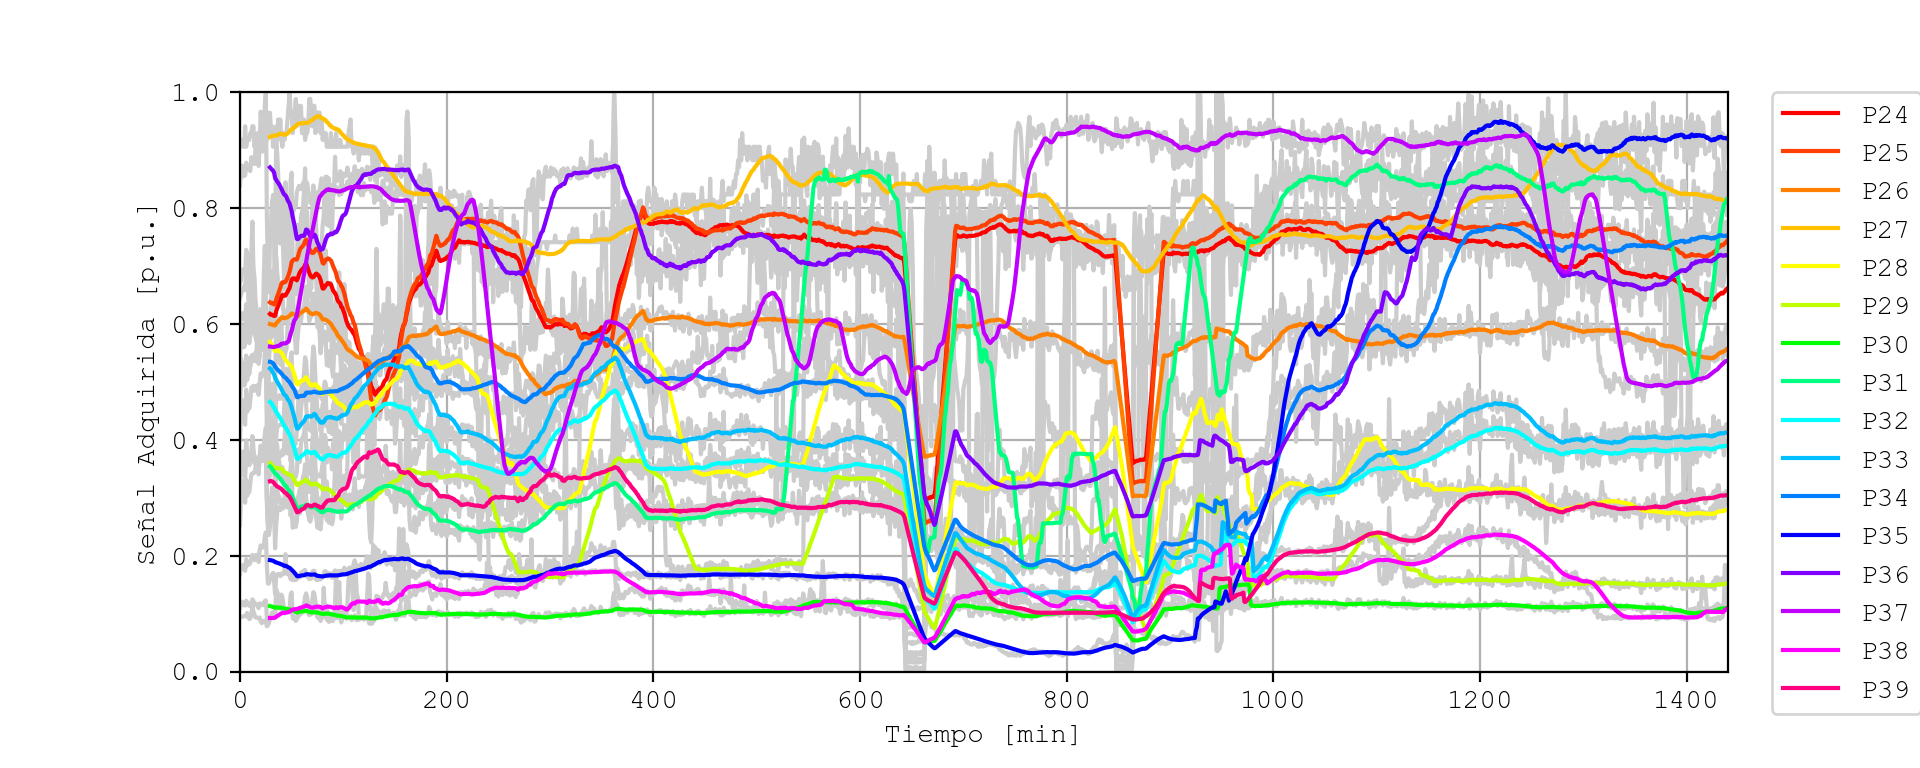 1.0
0.8
0.6
0.4
0.2
0.0
Señal Adquirida [p.u.]
0 200 400 600 800 1000 1200 1400
Tiempo [min]
P24
P25
P26
P27
P28
P29
P30
P31
P32
P33
P34
P35
P36
P37
P38
P39